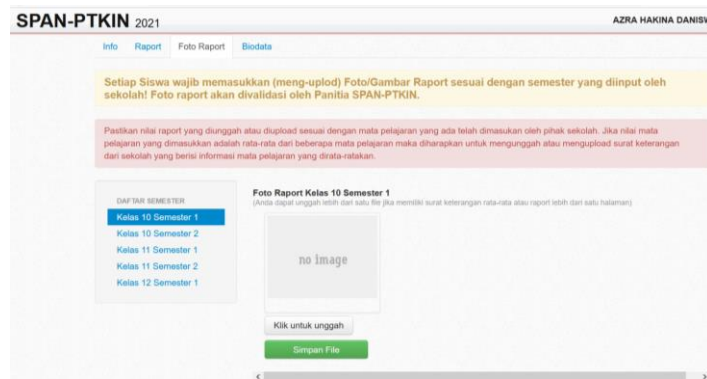 SPAN-PTKIN 2021
AZRA HAKINA DANISW
Info Raport Foto Raport Biodata
Setiap Siswa wajib memasukkan (meng-uplod) Foto/Gambar Raport sesuai dengan semester yang diinput oleh
sekolah! Foto raport akan divalidasi oleh Panitia SPAN-PTKIN.
Pastikan nilai raport yang diunggah atau diupload sesuai dengan mata pelajaran yang ada telah dimasukan oleh pihak sekolah. Jika nilai mata
pelajaran yang dimasukkan adalah rata-rata dari beberapa mata pelajaran maka diharapkan untuk mengunggah atau mengupload surat keterangan
dari sekolah yang berisi informasi mata pelajaran yang dirata-ratakan.
DAFTAR SEMESTER
Kelas 10 Semester 1
Kelas 10 Semester 2
Kelas 11 Semester 1
Kelas 11 Semester 2
Kelas 12 Semester 1
Foto Raport Kelas 10 Semester 1
(Anda dapat unggah lebih dari satu file jika memiliki surat keterangan rata-rata atau raport lebih dari satu halaman)
no image
Klik untuk unggah
Simpan File